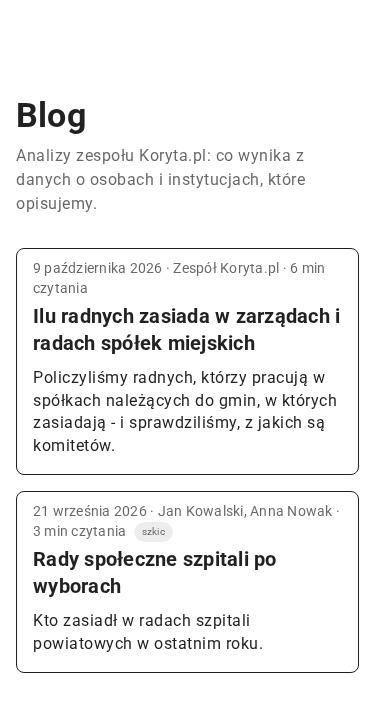 Blog
Analizy zespołu Koryta.pl: co wynika z
danych o osobach i instytucjach, które
opisujemy.
9 października 2026 · Zespół Koryta.pl · 6 min
czytania
Ilu radnych zasiada w zarządach i
radach spółek miejskich
Policzyliśmy radnych, którzy pracują w
spółkach należących do gmin, w których
zasiadają - i sprawdziliśmy, z jakich są
komitetów.
21 września 2026 · Jan Kowalski, Anna Nowak ·
3 min czytania szkic
Rady społeczne szpitali po
wyborach
Kto zasiadł w radach szpitali
powiatowych w ostatnim roku.